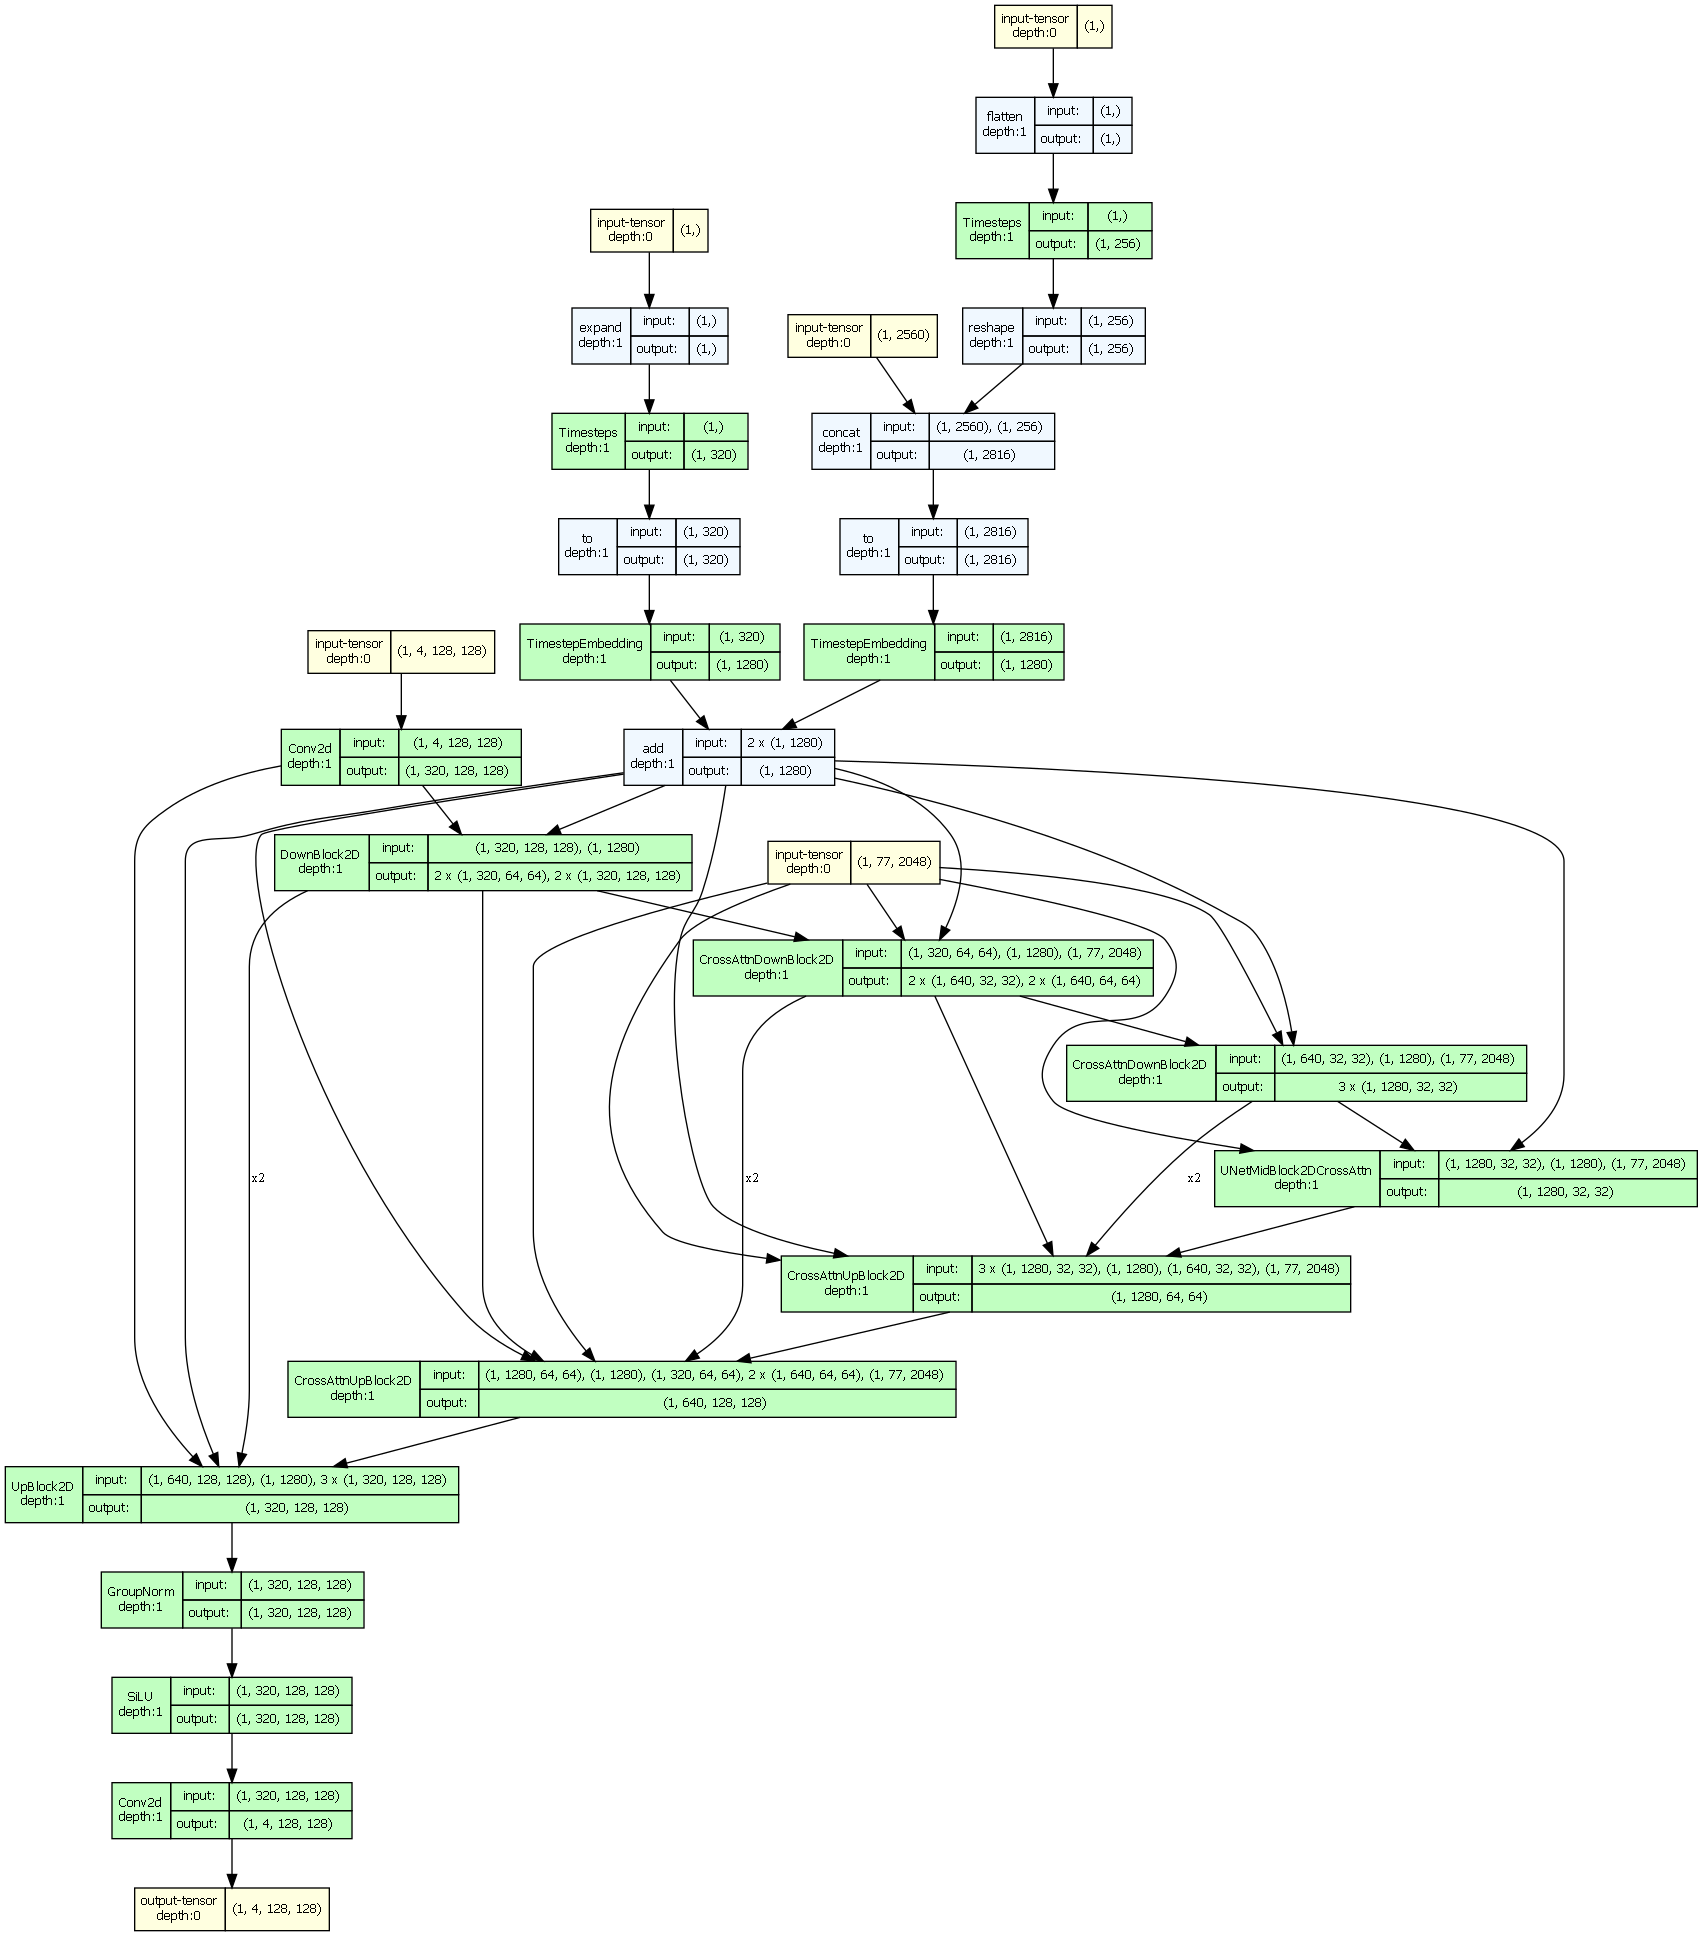 input-tensor
depth:0
(1,)
flatten
depth:1
input:
(1,)
output:
(1,)
Timesteps
depth:1
input:
(1,)
output:
(1, 256)
input-tensor
depth:0
(1,)
expand
depth:1
input:
(1,)
output:
(1,)
input-tensor
depth:0
(1, 2560)
reshape
depth:1
input:
(1, 256)
output:
(1, 256)
Timesteps
depth:1
input:
(1,)
output:
(1, 320)
concat
depth:1
input:
(1, 2560), (1, 256)
output:
(1, 2816)
to
depth:1
input:
(1, 320)
output:
(1, 320)
to
depth:1
input:
(1, 2816)
output:
(1, 2816)
input-tensor
depth:0
(1, 4, 128, 128)
TimestepEmbedding
depth:1
input:
(1, 320)
output:
(1, 1280)
TimestepEmbedding
depth:1
input:
(1, 2816)
output:
(1, 1280)
Conv2d
depth:1
input:
(1, 4, 128, 128)
output:
(1, 320, 128, 128)
add
depth:1
input:
2 x (1, 1280)
output:
(1, 1280)
DownBlock2D
depth:1
input:
(1, 320, 128, 128), (1, 1280)
output:
2 x (1, 320, 64, 64), 2 x (1, 320, 128, 128)
input-tensor
depth:0
(1, 77, 2048)
CrossAttnDownBlock2D
depth:1
input:
(1, 320, 64, 64), (1, 1280), (1, 77, 2048)
output:
2 x (1, 640, 32, 32), 2 x (1, 640, 64, 64)
CrossAttnDownBlock2D
depth:1
input:
(1, 640, 32, 32), (1, 1280), (1, 77, 2048)
output:
3 x (1, 1280, 32, 32)
x2
x2
x2
UNetMidBlock2DCrossAttn
depth:1
input:
(1, 1280, 32, 32), (1, 1280), (1, 77, 2048)
output:
(1, 1280, 32, 32)
CrossAttnUpBlock2D
depth:1
input:
3 x (1, 1280, 32, 32), (1, 1280), (1, 640, 32, 32), (1, 77, 2048)
output:
(1, 1280, 64, 64)
CrossAttnUpBlock2D
depth:1
input:
(1, 1280, 64, 64), (1, 1280), (1, 320, 64, 64), 2 x (1, 640, 64, 64), (1, 77, 2048)
output:
(1, 640, 128, 128)
UpBlock2D
depth:1
input:
(1, 640, 128, 128), (1, 1280), 3 x (1, 320, 128, 128)
output:
(1, 320, 128, 128)
GroupNorm
depth:1
input:
(1, 320, 128, 128)
output:
(1, 320, 128, 128)
SiLU
depth:1
input:
(1, 320, 128, 128)
output:
(1, 320, 128, 128)
Conv2d
depth:1
input:
(1, 320, 128, 128)
output:
(1, 4, 128, 128)
output-tensor
depth:0
(1, 4, 128, 128)